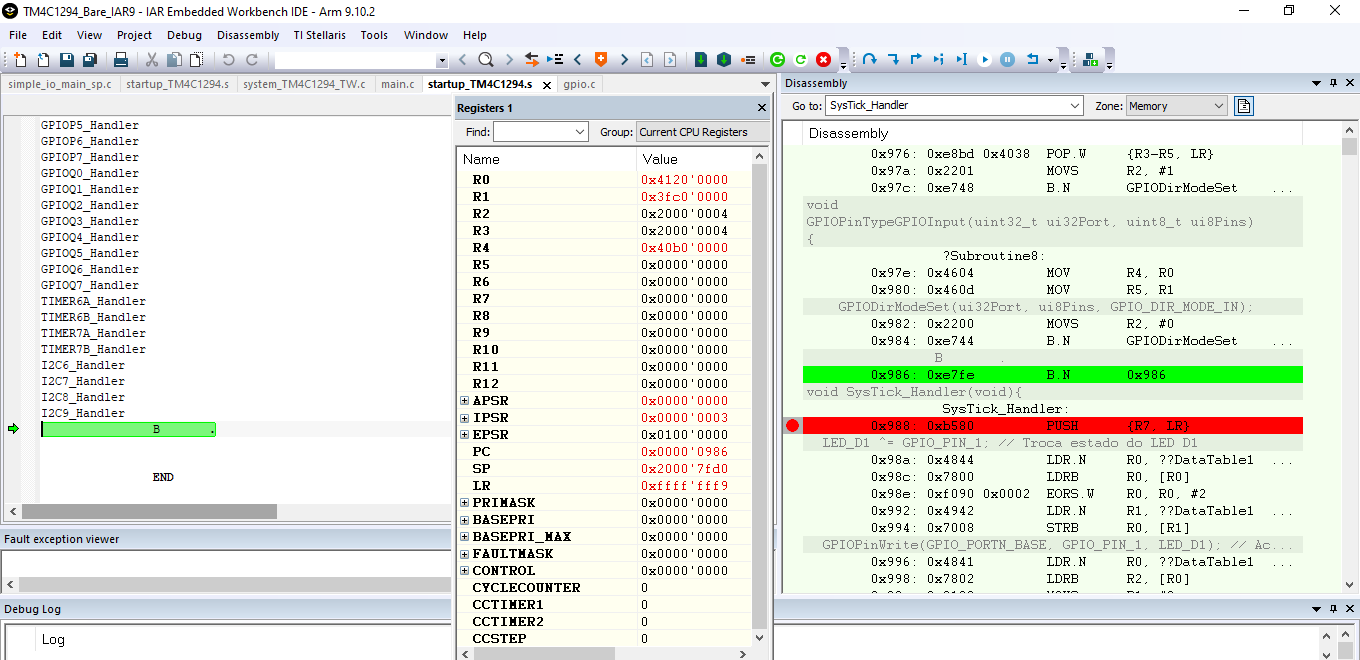 TM4C1294_Bare_IAR9 - IAR Embedded Workbench IDE - Arm 9.10.2
File Edit View Project Debug Disassembly TI Stellaris Tools Window Help
simple_io_main_sp.c startup_TM4C1294.s system_TM4C1294_TW.c main.c startup_TM4C1294.s gpio.c
GPIOP5_Handler
GPIOP6_Handler
GPIOP7_Handler
GPIOQ0_Handler
GPIOQ1_Handler
GPIOQ2_Handler
GPIOQ3_Handler
GPIOQ4_Handler
GPIOQ5_Handler
GPIOQ6_Handler
GPIOQ7_Handler
TIMER6A_Handler
TIMER6B_Handler
TIMER7A_Handler
TIMER7B_Handler
I2C6_Handler
I2C7_Handler
I2C8_Handler
I2C9_Handler
B .
END
Fault exception viewer
Debug Log
Log
Registers 1
Find: Group: Current CPU Registers
Name Value
R0 0x4120'0000
R1 0x3fc0'0000
R2 0x2000'0004
R3 0x2000'0004
R4 0x40b0'0000
R5 0x0000'0000
R6 0x0000'0000
R7 0x0000'0000
R8 0x0000'0000
R9 0x0000'0000
R10 0x0000'0000
R11 0x0000'0000
R12 0x0000'0000
APSR 0x0000'0000
IPSR 0x0000'0003
EPSR 0x0100'0000
PC 0x0000'0986
SP 0x2000'7fd0
LR 0xffff'fff9
PRIMASK 0x0000'0000
BASEPRI 0x0000'0000
BASEPRI_MAX 0x0000'0000
FAULTMASK 0x0000'0000
CONTROL 0x0000'0000
CYCLECOUNTER 0
CCTIMER1 0
CCTIMER2 0
CCSTEP 0
Disassembly
Go to: SysTick_Handler Zone: Memory
Disassembly
0x976: 0xe8bd 0x4038 POP.W {R3-R5, LR}
0x97a: 0x2201 MOVS R2, #1
0x97c: 0xe748 B.N GPIODirModeSet ...
void
GPIOPinTypeGPIOInput(uint32_t ui32Port, uint8_t ui8Pins)
{
?Subroutine8:
0x97e: 0x4604 MOV R4, R0
0x980: 0x460d MOV R5, R1
GPIODirModeSet(ui32Port, ui8Pins, GPIO_DIR_MODE_IN);
0x982: 0x2200 MOVS R2, #0
0x984: 0xe744 B.N GPIODirModeSet ...
B .
0x986: 0xe7fe B.N 0x986
void SysTick_Handler(void){
SysTick_Handler:
0x988: 0xb580 PUSH {R7, LR}
LED_D1 ^= GPIO_PIN_1; // Troca estado do LED D1
0x98a: 0x4844 LDR.N R0, ??DataTable1 ...
0x98c: 0x7800 LDRB R0, [R0]
0x98e: 0xf090 0x0002 EORS.W R0, R0, #2
0x992: 0x4942 LDR.N R1, ??DataTable1 ...
0x994: 0x7008 STRB R0, [R1]
GPIOPinWrite(GPIO_PORTN_BASE, GPIO_PIN_1, LED_D1); // Ac...
0x996: 0x4841 LDR.N R0, ??DataTable1 ...
0x998: 0x7802 LDRB R2, [R0]